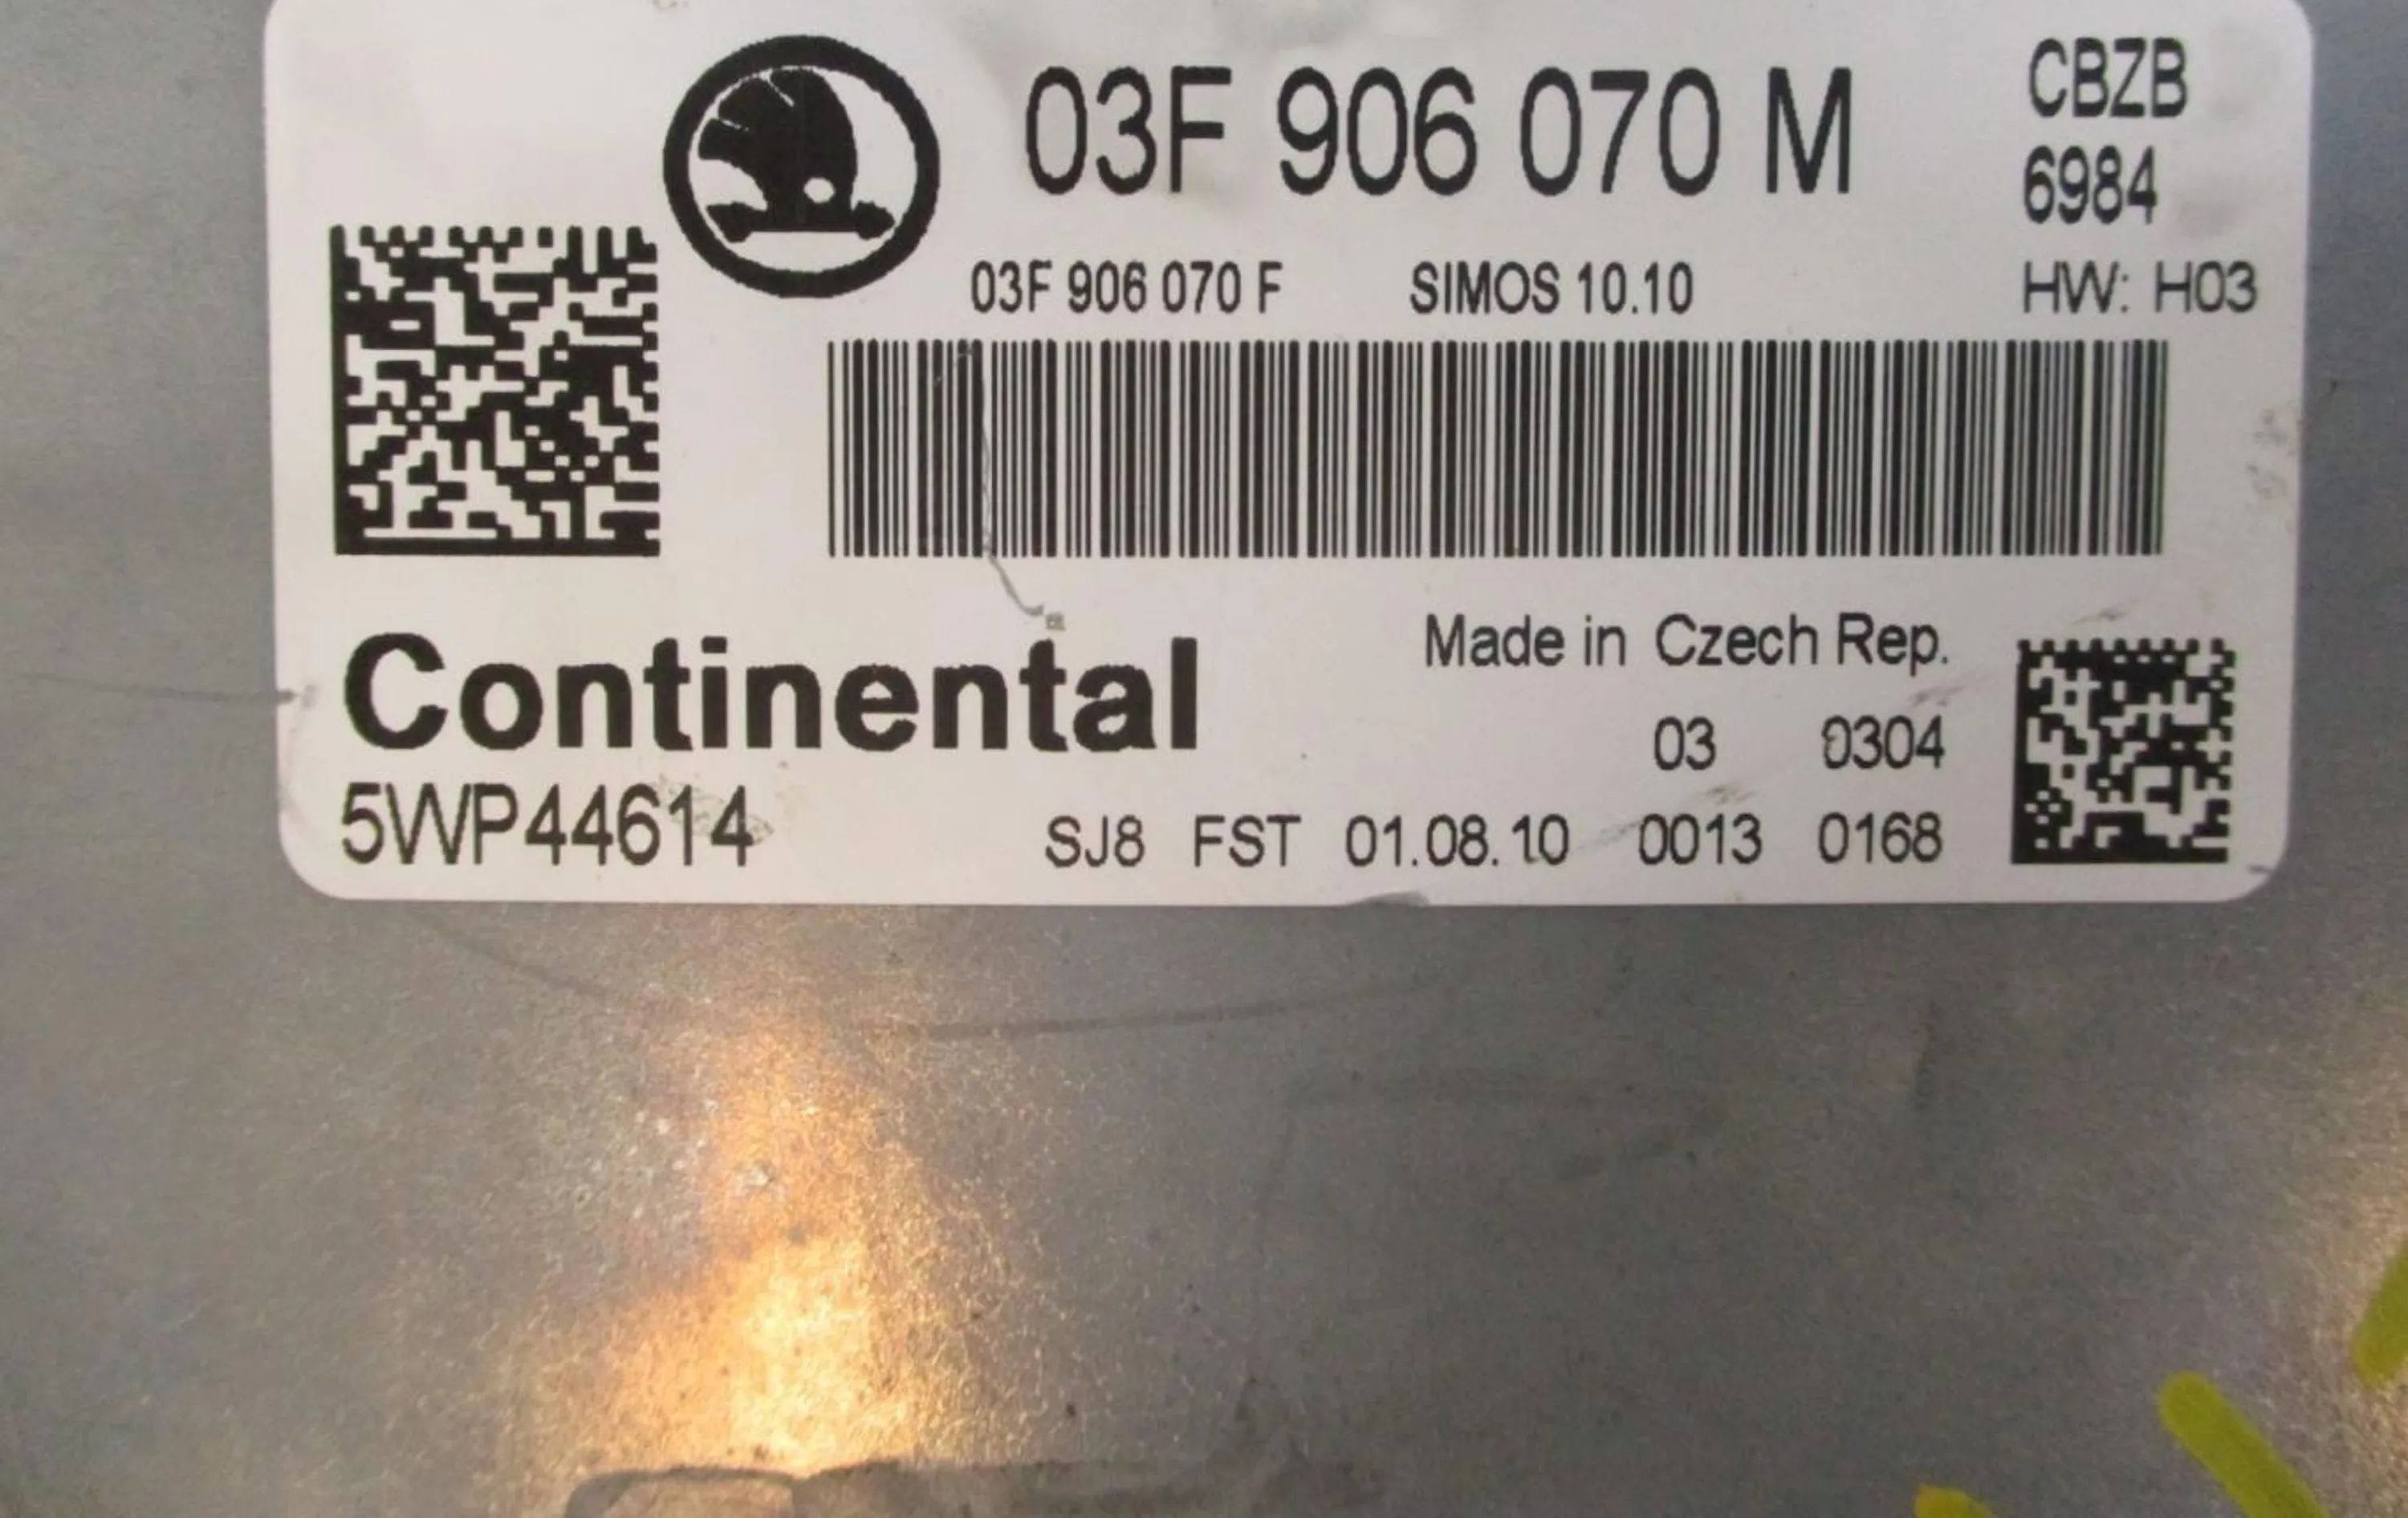 03F 906 070 M
CBZB
6984
03F 906 070 F SIMOS 10.10 HW: H03
Continental
Made in Czech Rep.
03 0304
5WP44614
SJ8 FST 01.08.10 0013 0168